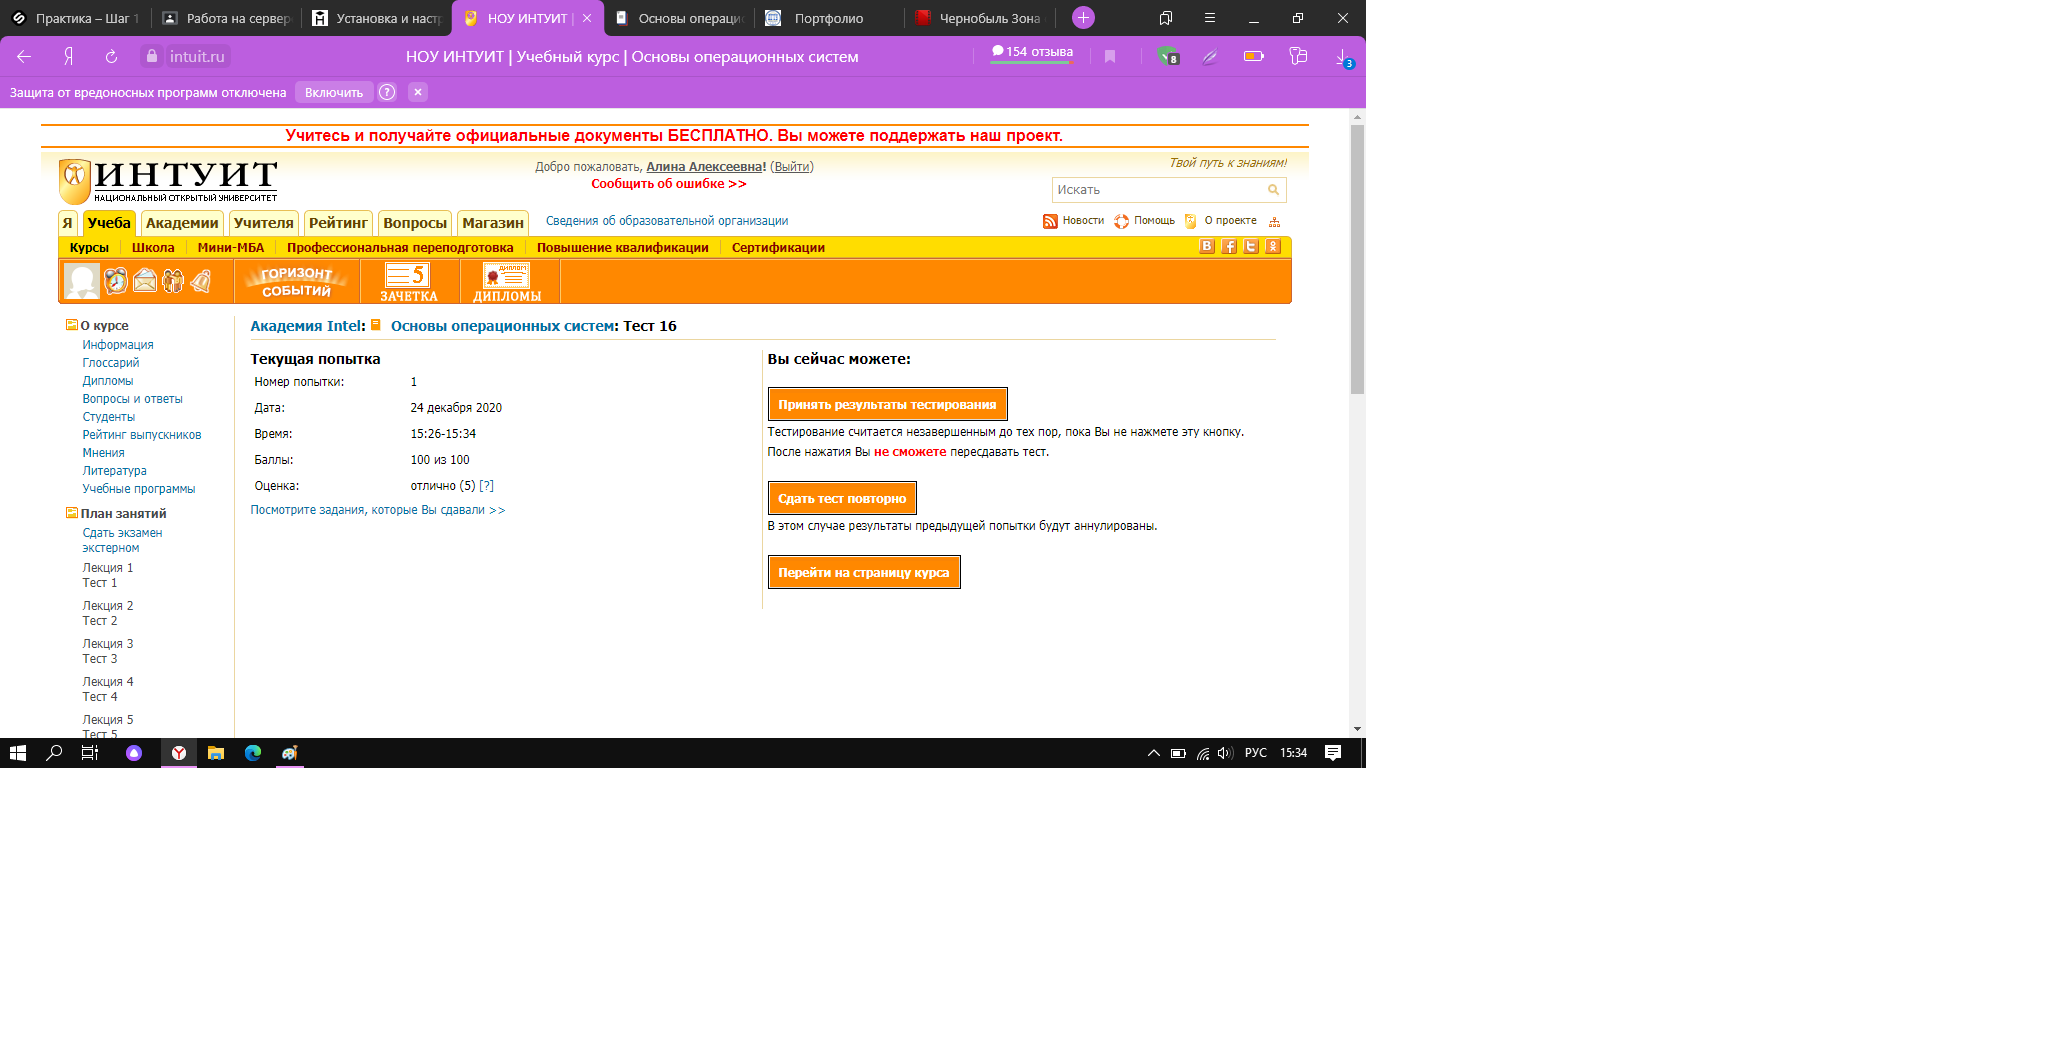 Практика – Шаг 1
Работа на сервер
Установка и наст
НОУ ИНТУИТ |
Основы операци
Портфолио
Чернобыль Зона
intuit.ru
НОУ ИНТУИТ | Учебный курс | Основы операционных систем
154 отзыва
8
3
Защита от вредоносных программ отключена
Включить
?
Учитесь и получайте официальные документы БЕСПЛАТНО. Вы можете поддержать наш проект.
ИНТУИТ
НАЦИОНАЛЬНЫЙ ОТКРЫТЫЙ УНИВЕРСИТЕТ
Добро пожаловать, Алина Алексеевна! (Выйти)
Сообщить об ошибке >>
Твой путь к знаниям!
Искать
Я
Учеба
Академии
Учителя
Рейтинг
Вопросы
Магазин
Сведения об образовательной организации
Новости
Помощь
О проекте
Курсы
Школа
Мини-МБА
Профессиональная переподготовка
Повышение квалификации
Сертификации
ГОРИЗОНТ
СОБЫТИЙ
5
ЗАЧЕТКА
ДИПЛОМ
ДИПЛОМЫ
О курсе
Информация
Глоссарий
Дипломы
Вопросы и ответы
Студенты
Рейтинг выпускников
Мнения
Литература
Учебные программы
План занятий
Сдать экзамен
экстерном
Лекция 1
Тест 1
Лекция 2
Тест 2
Лекция 3
Тест 3
Лекция 4
Тест 4
Лекция 5
Тест 5
Академия Intel: Основы операционных систем: Тест 16
Текущая попытка
Номер попытки: 1
Дата: 24 декабря 2020
Время: 15:26-15:34
Баллы: 100 из 100
Оценка: отлично (5) [?]
Посмотрите задания, которые Вы сдавали >>
Вы сейчас можете:
Принять результаты тестирования
Тестирование считается незавершенным до тех пор, пока Вы не нажмете эту кнопку.
После нажатия Вы не сможете пересдавать тест.
Сдать тест повторно
В этом случае результаты предыдущей попытки будут аннулированы.
Перейти на страницу курса
РУС
15:34